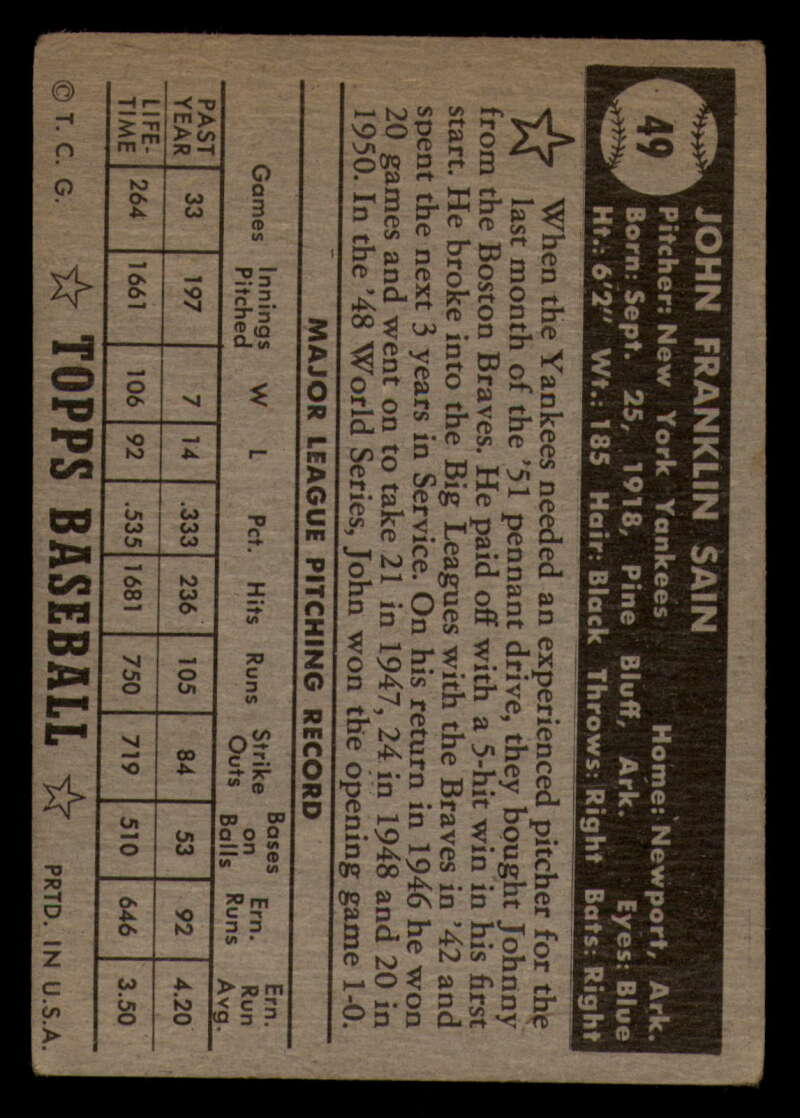 49
JOHN FRANKLIN SAIN
Pitcher: New York Yankees Home: Newport, Ark.
Born: Sept. 25, 1918, Pine Bluff, Ark. Eyes: Blue
Ht.: 6'2" Wt.: 185 Hair: Black Throws: Right Bats: Right
When the Yankees needed an experienced pitcher for the
last month of the '51 pennant drive, they bought Johnny
from the Boston Braves. He paid off with a 5-hit win in his first
start. He broke into the Big Leagues with the Braves in '42 and
spent the next 3 years in Service. On his return in 1946 he won
20 games and went on to take 21 in 1947, 24 in 1948 and 20 in
1950. In the '48 World Series, John won the opening game 1-0.
MAJOR LEAGUE PITCHING RECORD
Games Innings Pitched W L Pct. Hits Runs Strike Outs Bases on Balls Ern. Runs Ern. Run Avg.
PAST YEAR 33 197 7 14 .333 236 105 84 53 92 4.20
LIFE-TIME 264 1661 106 92 .535 1681 750 719 510 646 3.50
© T. C. G. TOPPS BASEBALL PRTD. IN U.S.A.